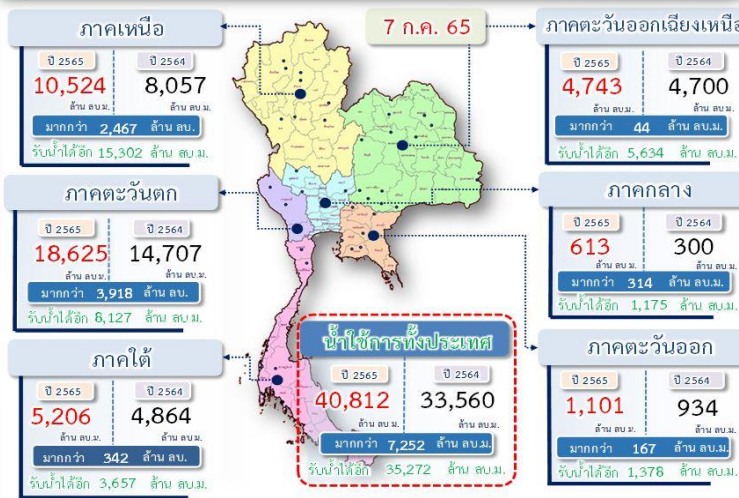 ภาคเหนือ
ปี 2565 ปี 2564
10,524 8,057
ล้าน ลบ.ม. ล้าน ลบ.ม.
มากกว่า 2,467 ล้าน ลบ.
รับน้ำได้อีก 15,302 ล้าน ลบ.ม.
7 ก.ค. 65
ภาคตะวันออกเฉียงเหนือ
ปี 2565 ปี 2564
4,743 4,700
ล้าน ลบ.ม. ล้าน ลบ.ม.
มากกว่า 44 ล้าน ลบ.ม.
รับน้ำได้อีก 5,634 ล้าน ลบ.ม.
ภาคตะวันตก
ปี 2565 ปี 2564
18,625 14,707
ล้าน ลบ.ม. ล้าน ลบ.ม.
มากกว่า 3,918 ล้าน ลบ.
รับน้ำได้อีก 8,127 ล้าน ลบ.ม.
ภาคกลาง
ปี 2565 ปี 2564
613 300
ล้าน ลบ.ม. ล้าน ลบ.ม.
มากกว่า 314 ล้าน ลบ.ม.
รับน้ำได้อีก 1,175 ล้าน ลบ.ม.
ภาคใต้
ปี 2565 ปี 2564
5,206 4,864
ล้าน ลบ.ม. ล้าน ลบ.ม.
มากกว่า 342 ล้าน ลบ.
รับน้ำได้อีก 3,657 ล้าน ลบ.ม.
น้ำใช้การทั้งประเทศ
ปี 2565 ปี 2564
40,812 33,560
ล้าน ลบ.ม. ล้าน ลบ.ม.
มากกว่า 7,252 ล้าน ลบ.ม.
รับน้ำได้อีก 35,272 ล้าน ลบ.ม.
ภาคตะวันออก
ปี 2565 ปี 2564
1,101 934
ล้าน ลบ.ม. ล้าน ลบ.ม.
มากกว่า 167 ล้าน ลบ.ม.
รับน้ำได้อีก 1,378 ล้าน ลบ.ม.